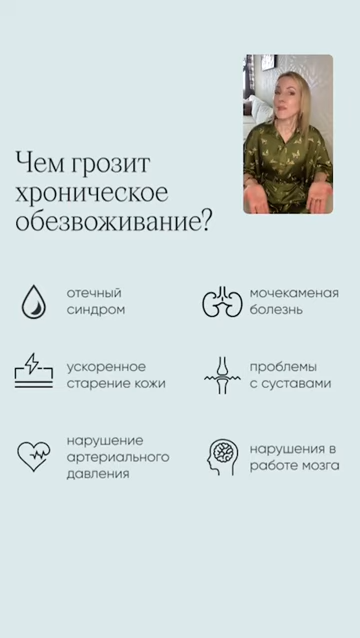 Чем грозит
хроническое
обезвоживание?
отечный
синдром
мочекаменая
болезнь
ускоренное
старение кожи
проблемы
с суставами
нарушение
артериального
давления
нарушения в
работе мозга